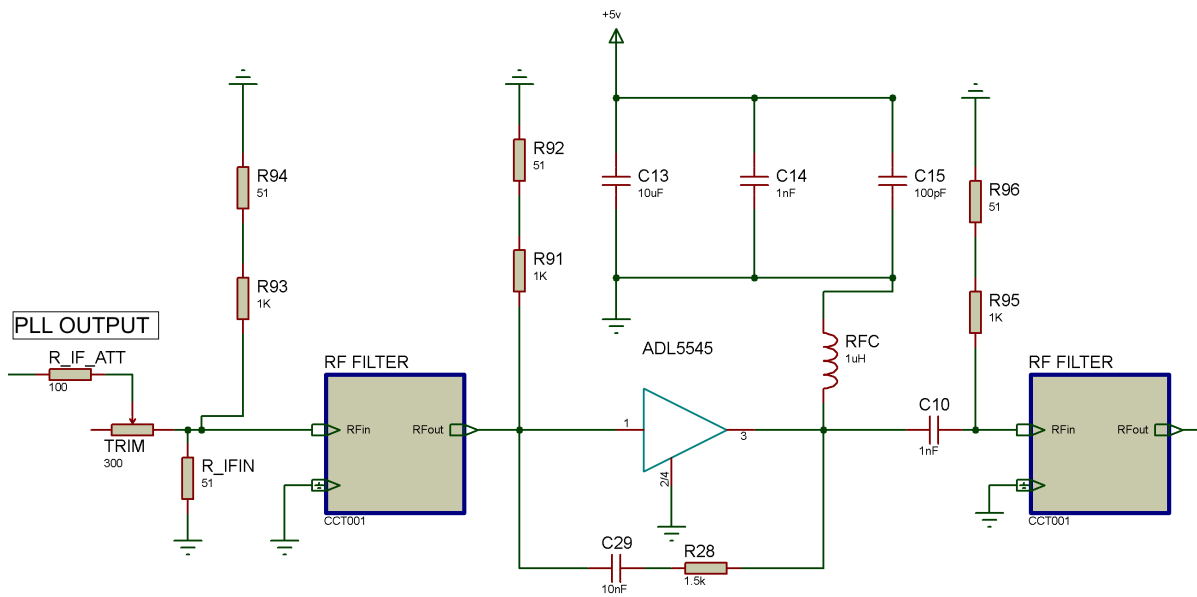 +5v
R94
51
R92
51
C13
10uF
C14
1nF
C15
100pF
R96
51
R93
1K
R91
1K
R95
1K
PLL OUTPUT
R_IF_ATT
100
RF FILTER
ADL5545
RFC
1uH
RF FILTER
TRIM
300
RFin
RFout
1
3
C10
1nF
RFin
RFout
R_IFIN
51
2/4
CCT001
CCT001
C29
10nF
R28
1.5k